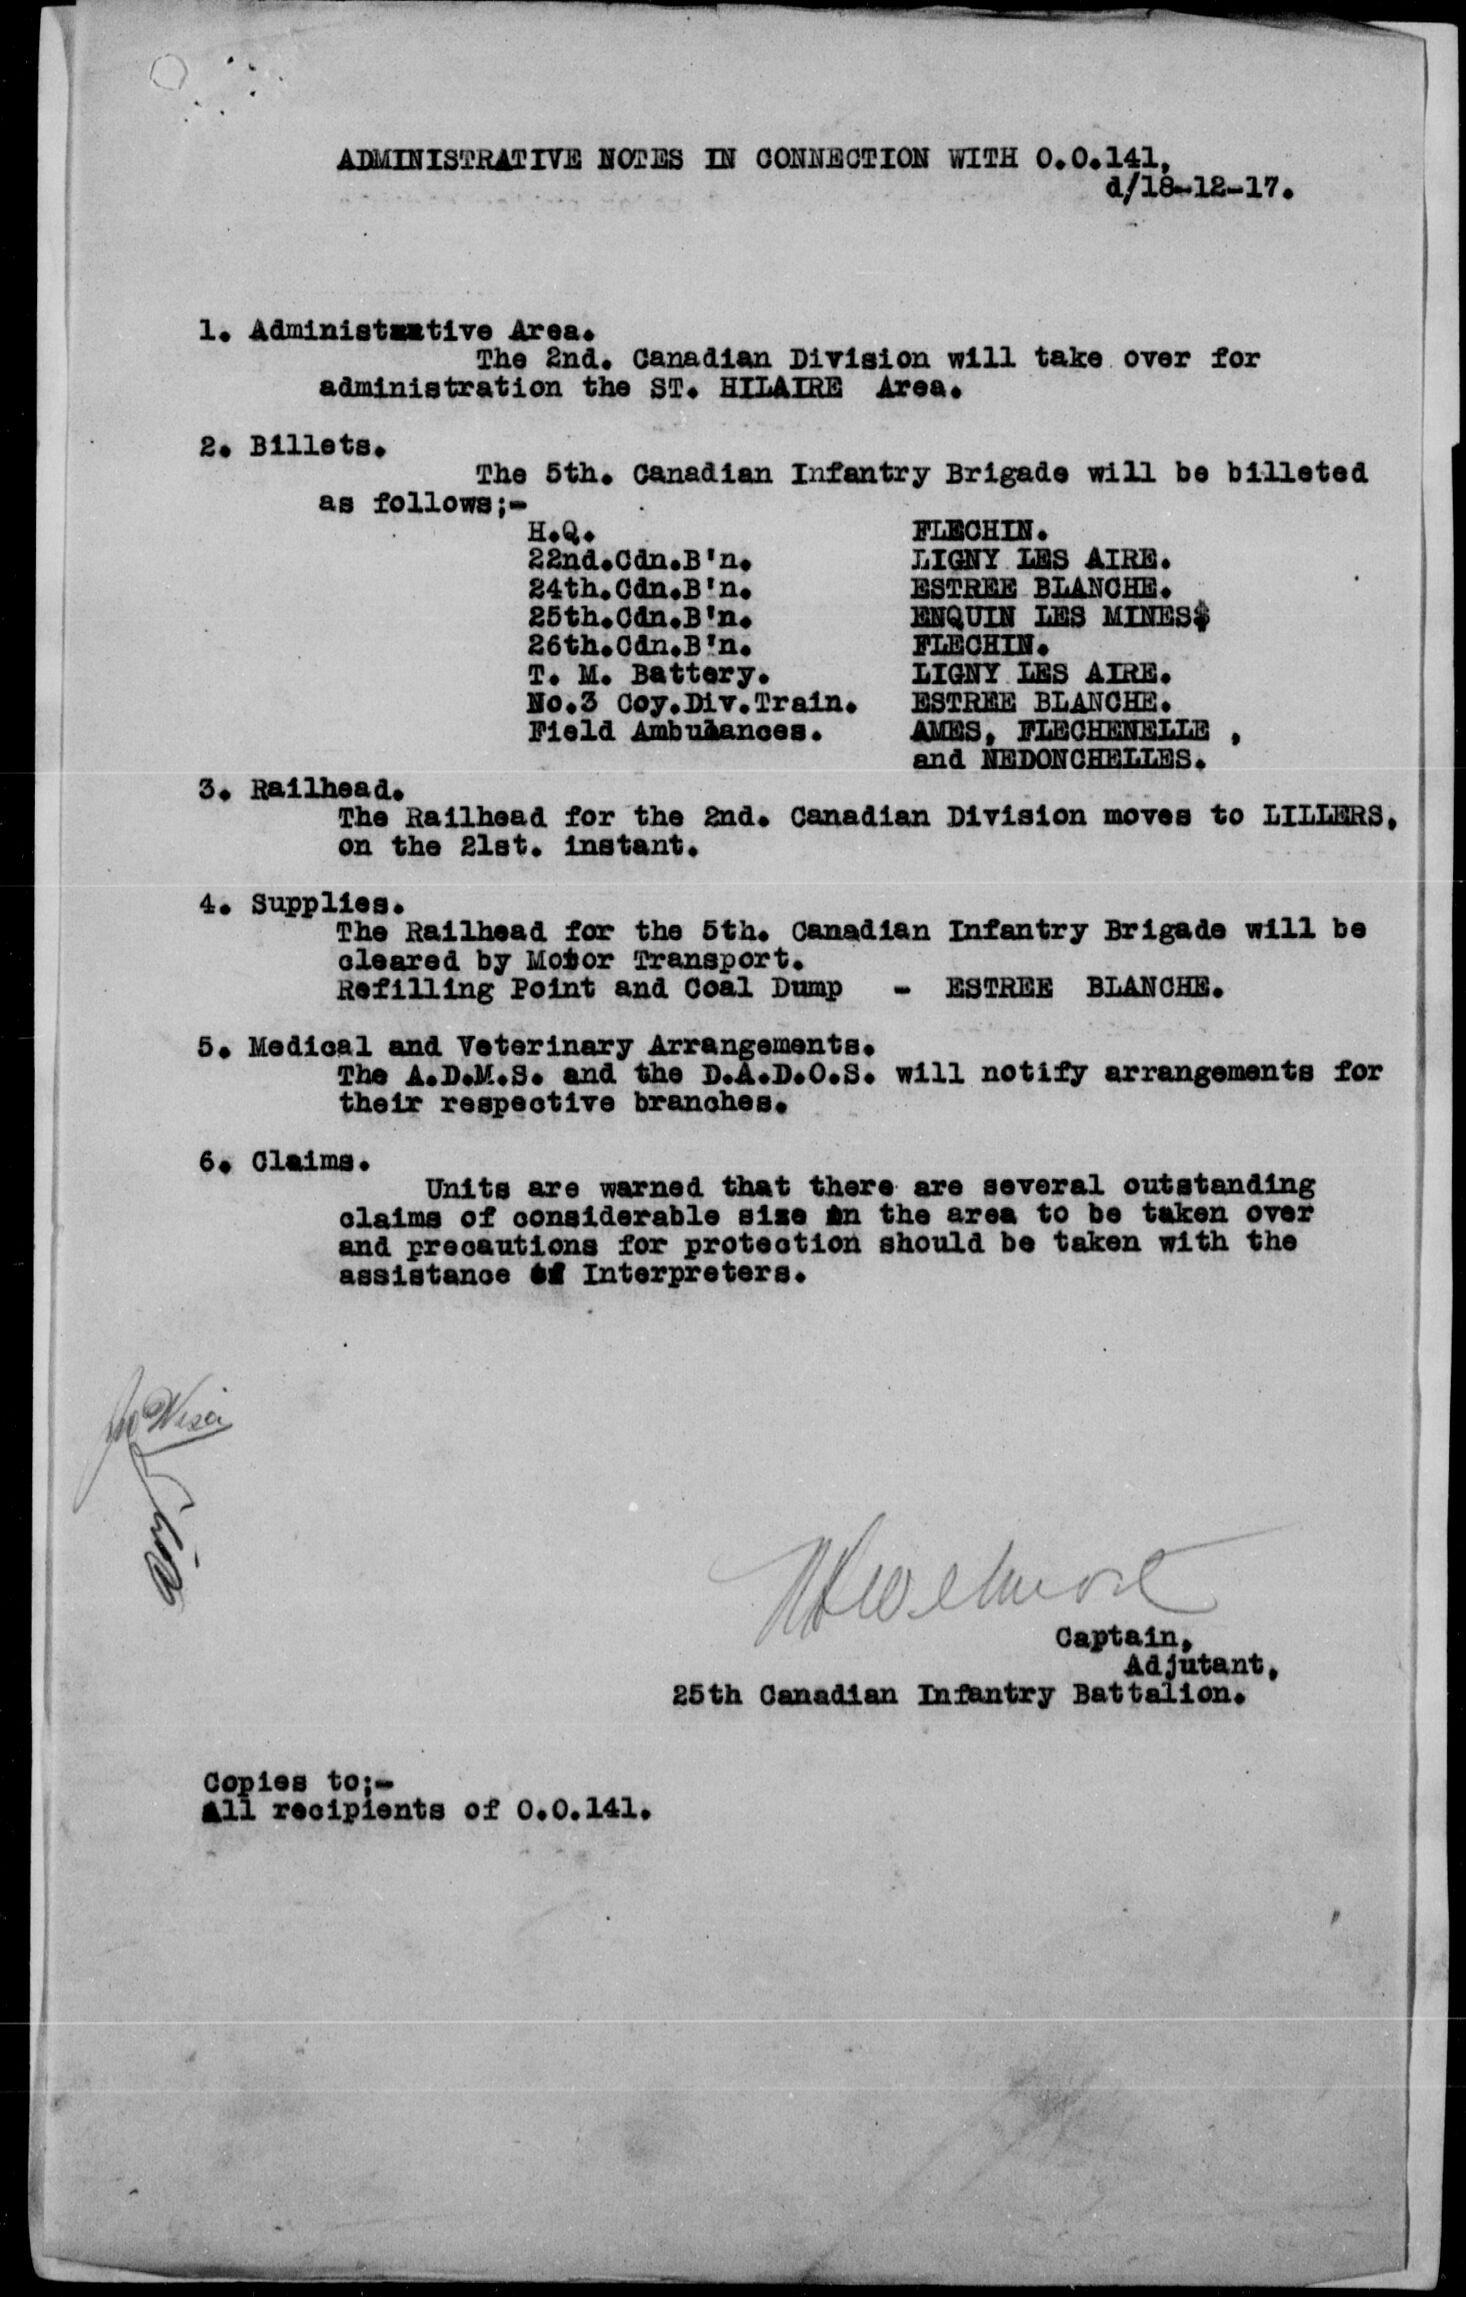 ADMINISTRATIVE NOTES IN CONNECTION WITH O.O.141,
d/18-12-17.
1. Administrative Area.
The 2nd. Canadian Division will take over for
administration the ST. HILAIRE Area.
2. Billets.
The 5th. Canadian Infantry Brigade will be billeted
as follows;-
H.Q. FLECHIN.
22nd.Cdn.B'n. LIGNY LES AIRE.
24th.Cdn.B'n. ESTREE BLANCHE.
25th.Cdn.B'n. ENQUIN LES MINES.
26th.Cdn.B'n. FLECHIN.
T. M. Battery. LIGNY LES AIRE.
No.3 Coy.Div.Train. ESTREE BLANCHE.
Field Ambulances. AMES, FLECHENELLE ,
and NEDONCHELLES.
3. Railhead.
The Railhead for the 2nd. Canadian Division moves to LILLERS,
on the 21st. instant.
4. Supplies.
The Railhead for the 5th. Canadian Infantry Brigade will be
cleared by Motor Transport.
Refilling Point and Coal Dump - ESTREE BLANCHE.
5. Medical and Veterinary Arrangements.
The A.D.M.S. and the D.A.D.O.S. will notify arrangements for
their respective branches.
6. Claims.
Units are warned that there are several outstanding
claims of considerable size in the area to be taken over
and precautions for protection should be taken with the
assistance of Interpreters.
Captain,
Adjutant,
25th Canadian Infantry Battalion.
Copies to;-
All recipients of O.O.141.